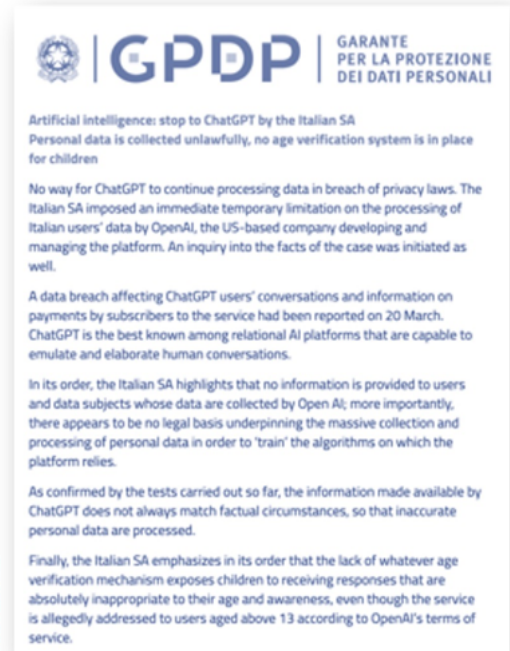 GPDP
GARANTE
PER LA PROTEZIONE
DEI DATI PERSONALI
Artificial intelligence: stop to ChatGPT by the Italian SA
Personal data is collected unlawfully, no age verification system is in place
for children
No way for ChatGPT to continue processing data in breach of privacy laws. The
Italian SA imposed an immediate temporary limitation on the processing of
Italian users' data by OpenAI, the US-based company developing and
managing the platform. An inquiry into the facts of the case was initiated as
well.
A data breach affecting ChatGPT users' conversations and information on
payments by subscribers to the service had been reported on 20 March.
ChatGPT is the best known among relational AI platforms that are capable to
emulate and elaborate human conversations.
In its order, the Italian SA highlights that no information is provided to users
and data subjects whose data are collected by Open AI; more importantly,
there appears to be no legal basis underpinning the massive collection and
processing of personal data in order to 'train' the algorithms on which the
platform relies.
As confirmed by the tests carried out so far, the information made available by
ChatGPT does not always match factual circumstances, so that inaccurate
personal data are processed.
Finally, the Italian SA emphasizes in its order that the lack of whatever age
verification mechanism exposes children to receiving responses that are
absolutely inappropriate to their age and awareness, even though the service
is allegedly addressed to users aged above 13 according to OpenAI's terms of
service.